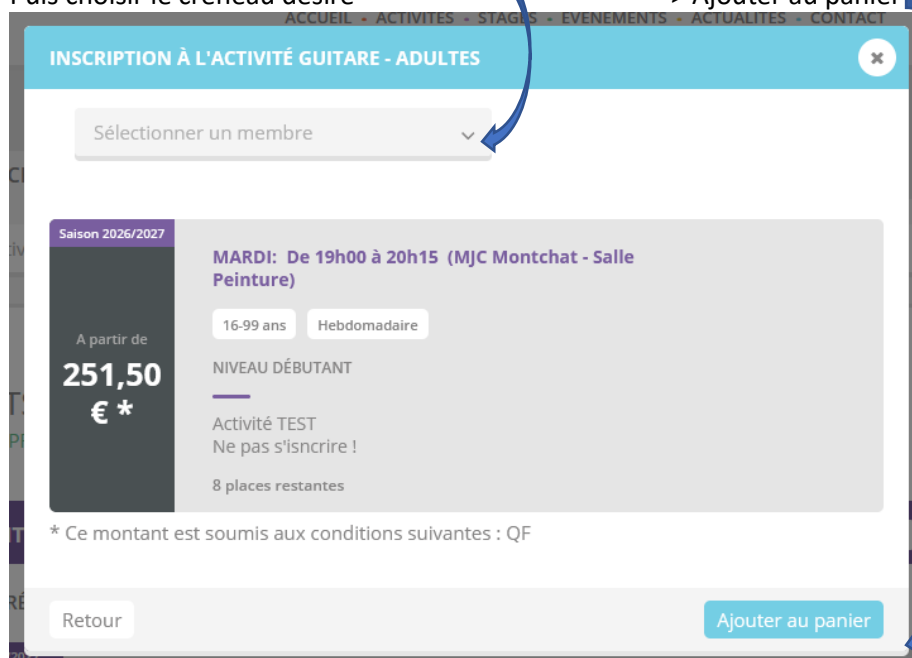 Puis choisir le créneau désiré
> Ajouter au panier
ACCUEIL - ACTIVITÉS - STAGES - ÉVÈNEMENTS - ACTUALITÉS - CONTACT
INSCRIPTION À L'ACTIVITÉ GUITARE - ADULTES
Sélectionner un membre
Saison 2026/2027
MARDI: De 19h00 à 20h15 (MJC Montchat - Salle
Peinture)
16-99 ans Hebdomadaire
A partir de
251,50
€ *
NIVEAU DÉBUTANT
Activité TEST
Ne pas s'isncrire !
8 places restantes
* Ce montant est soumis aux conditions suivantes : QF
Retour
Ajouter au panier